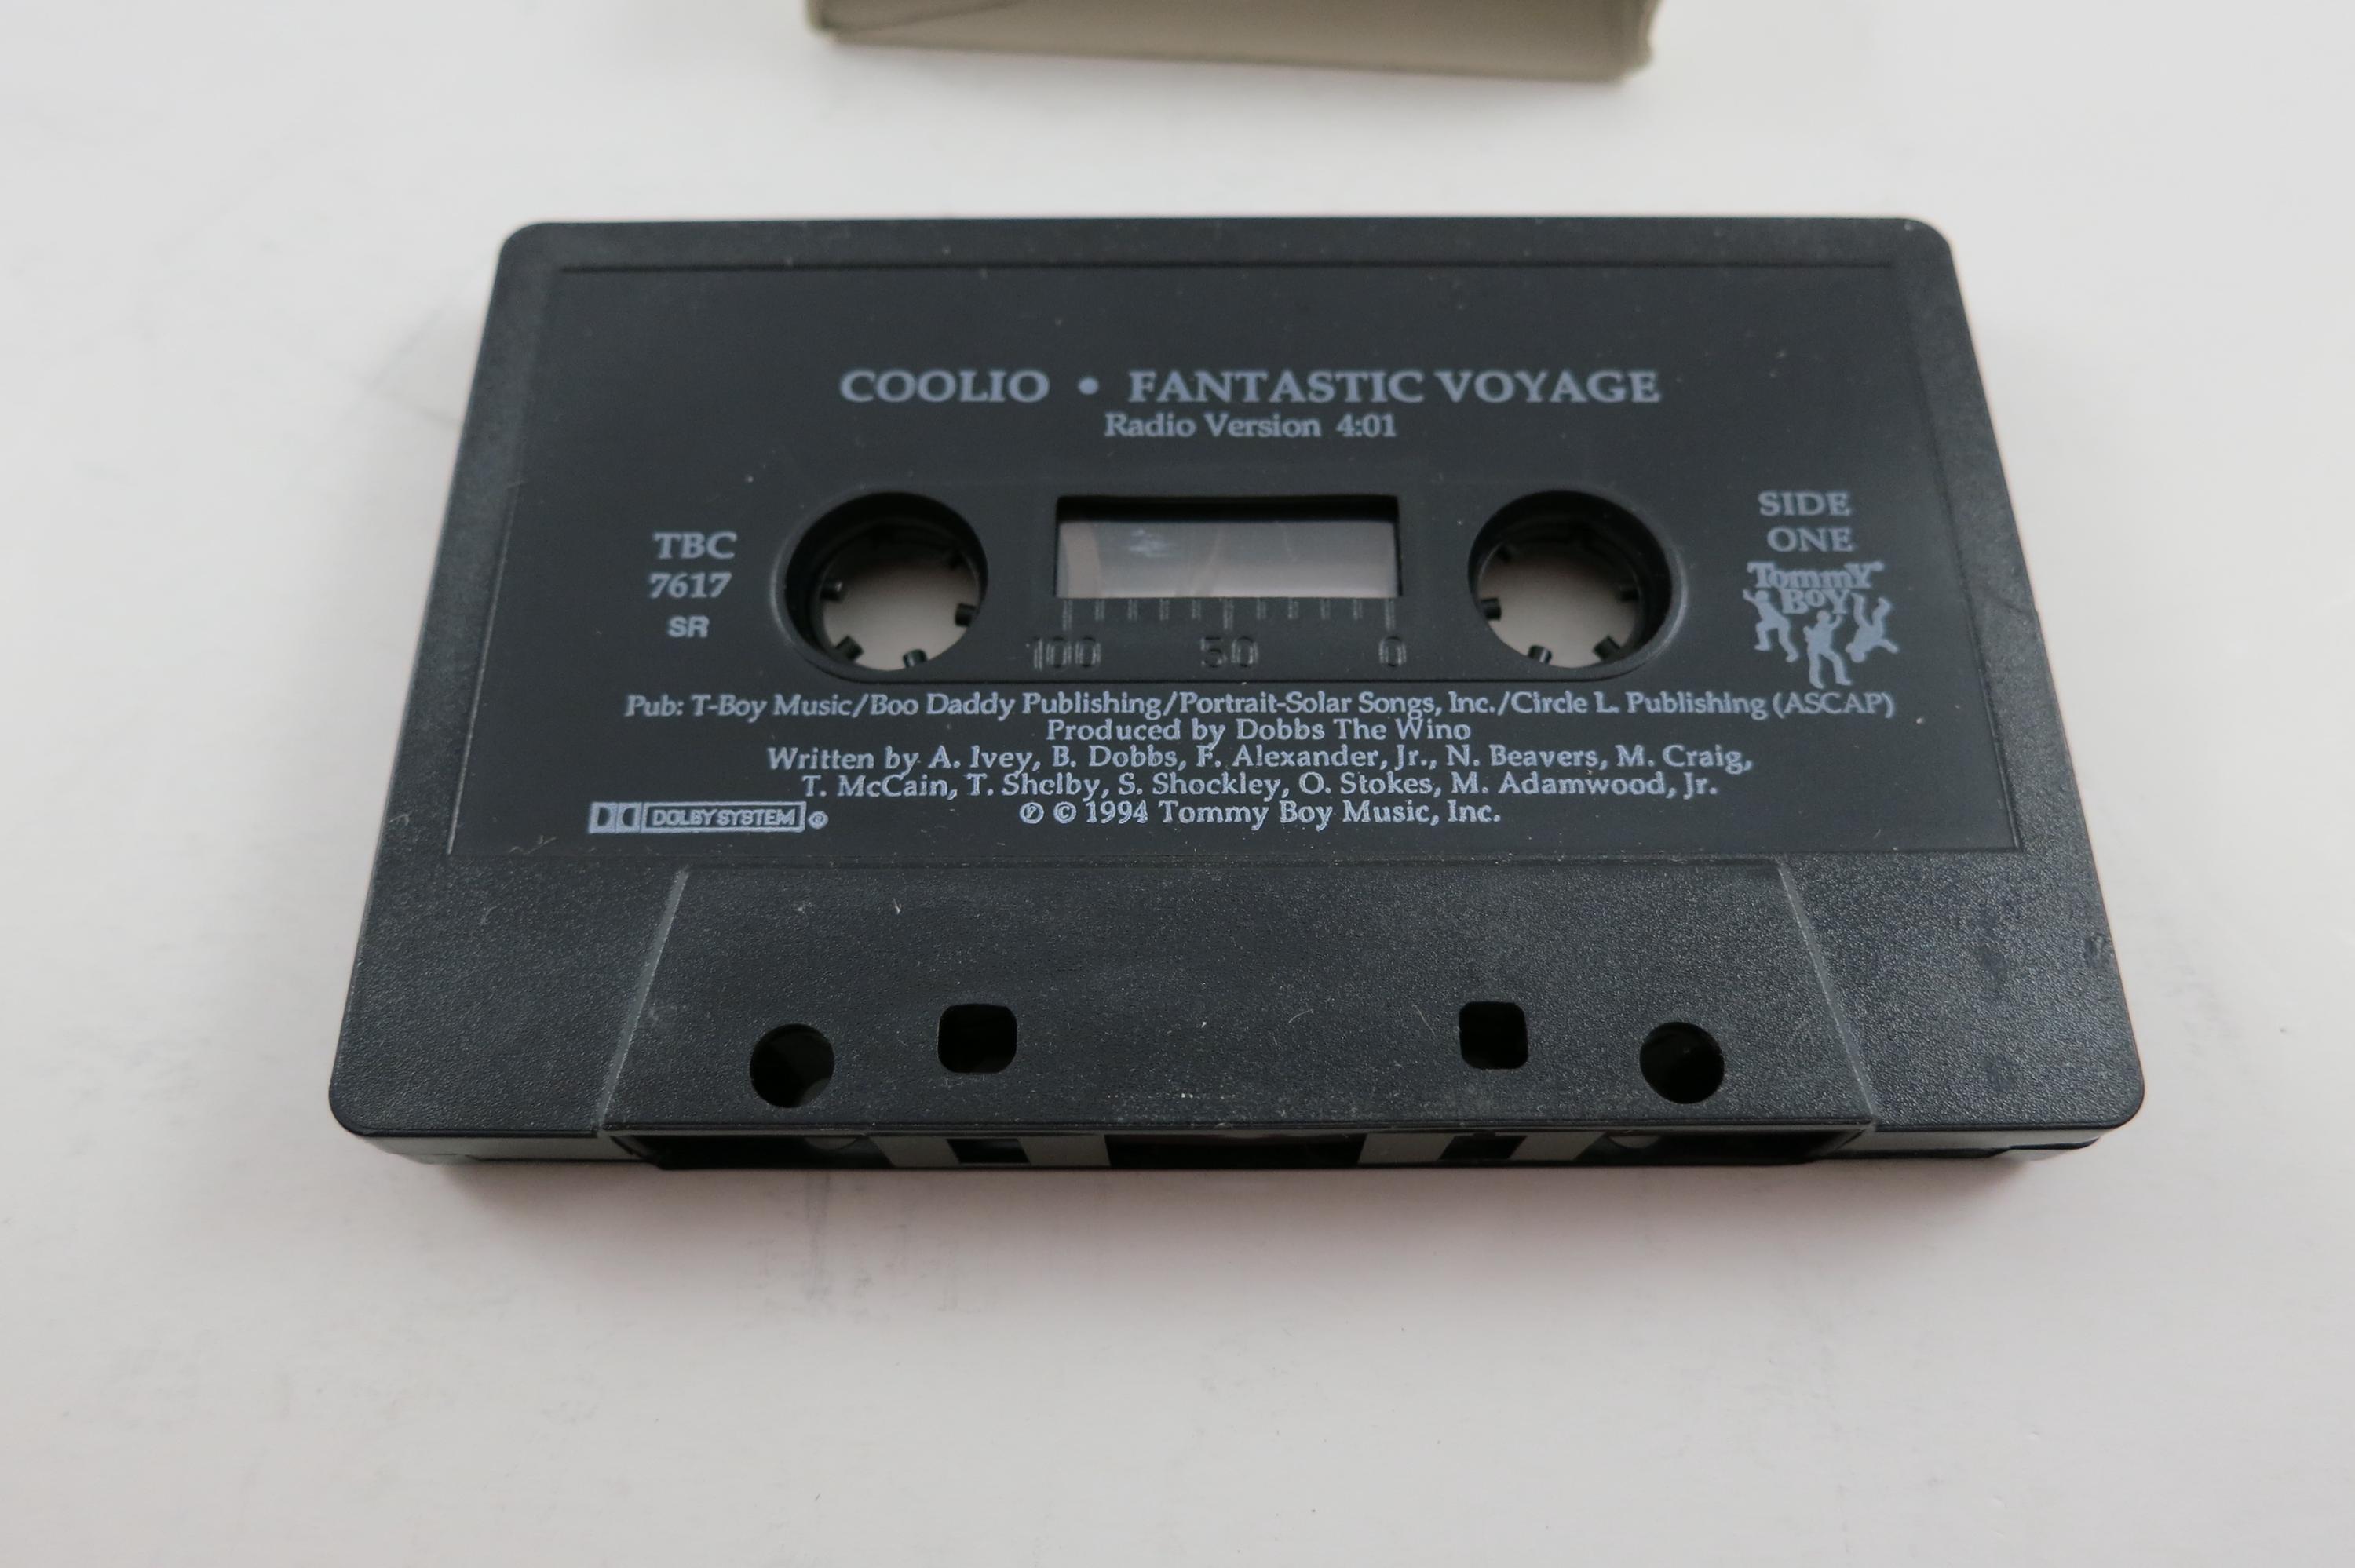 COOLIO • FANTASTIC VOYAGE
Radio Version 4:01
TBC
7617
SR
SIDE
ONE
Tommy
Boy
100 50 0
Pub: T-Boy Music/Boo Daddy Publishing/Portrait-Solar Songs, Inc./Circle L. Publishing (ASCAP)
Produced by Dobbs The Wino
Written by A. Ivey, B. Dobbs, F. Alexander, Jr., N. Beavers, M. Craig,
T. McCain, T. Shelby, S. Shockley, O. Stokes, M. Adamwood, Jr.
℗ © 1994 Tommy Boy Music, Inc.
DOLBY SYSTEM ®